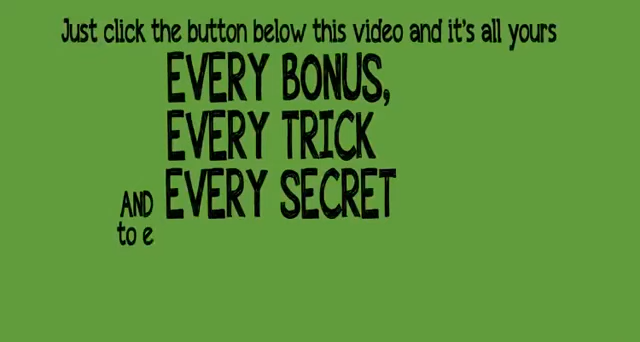 Just click the button below this video and it's all yours
EVERY BONUS,
EVERY TRICK
AND EVERY SECRET
to e